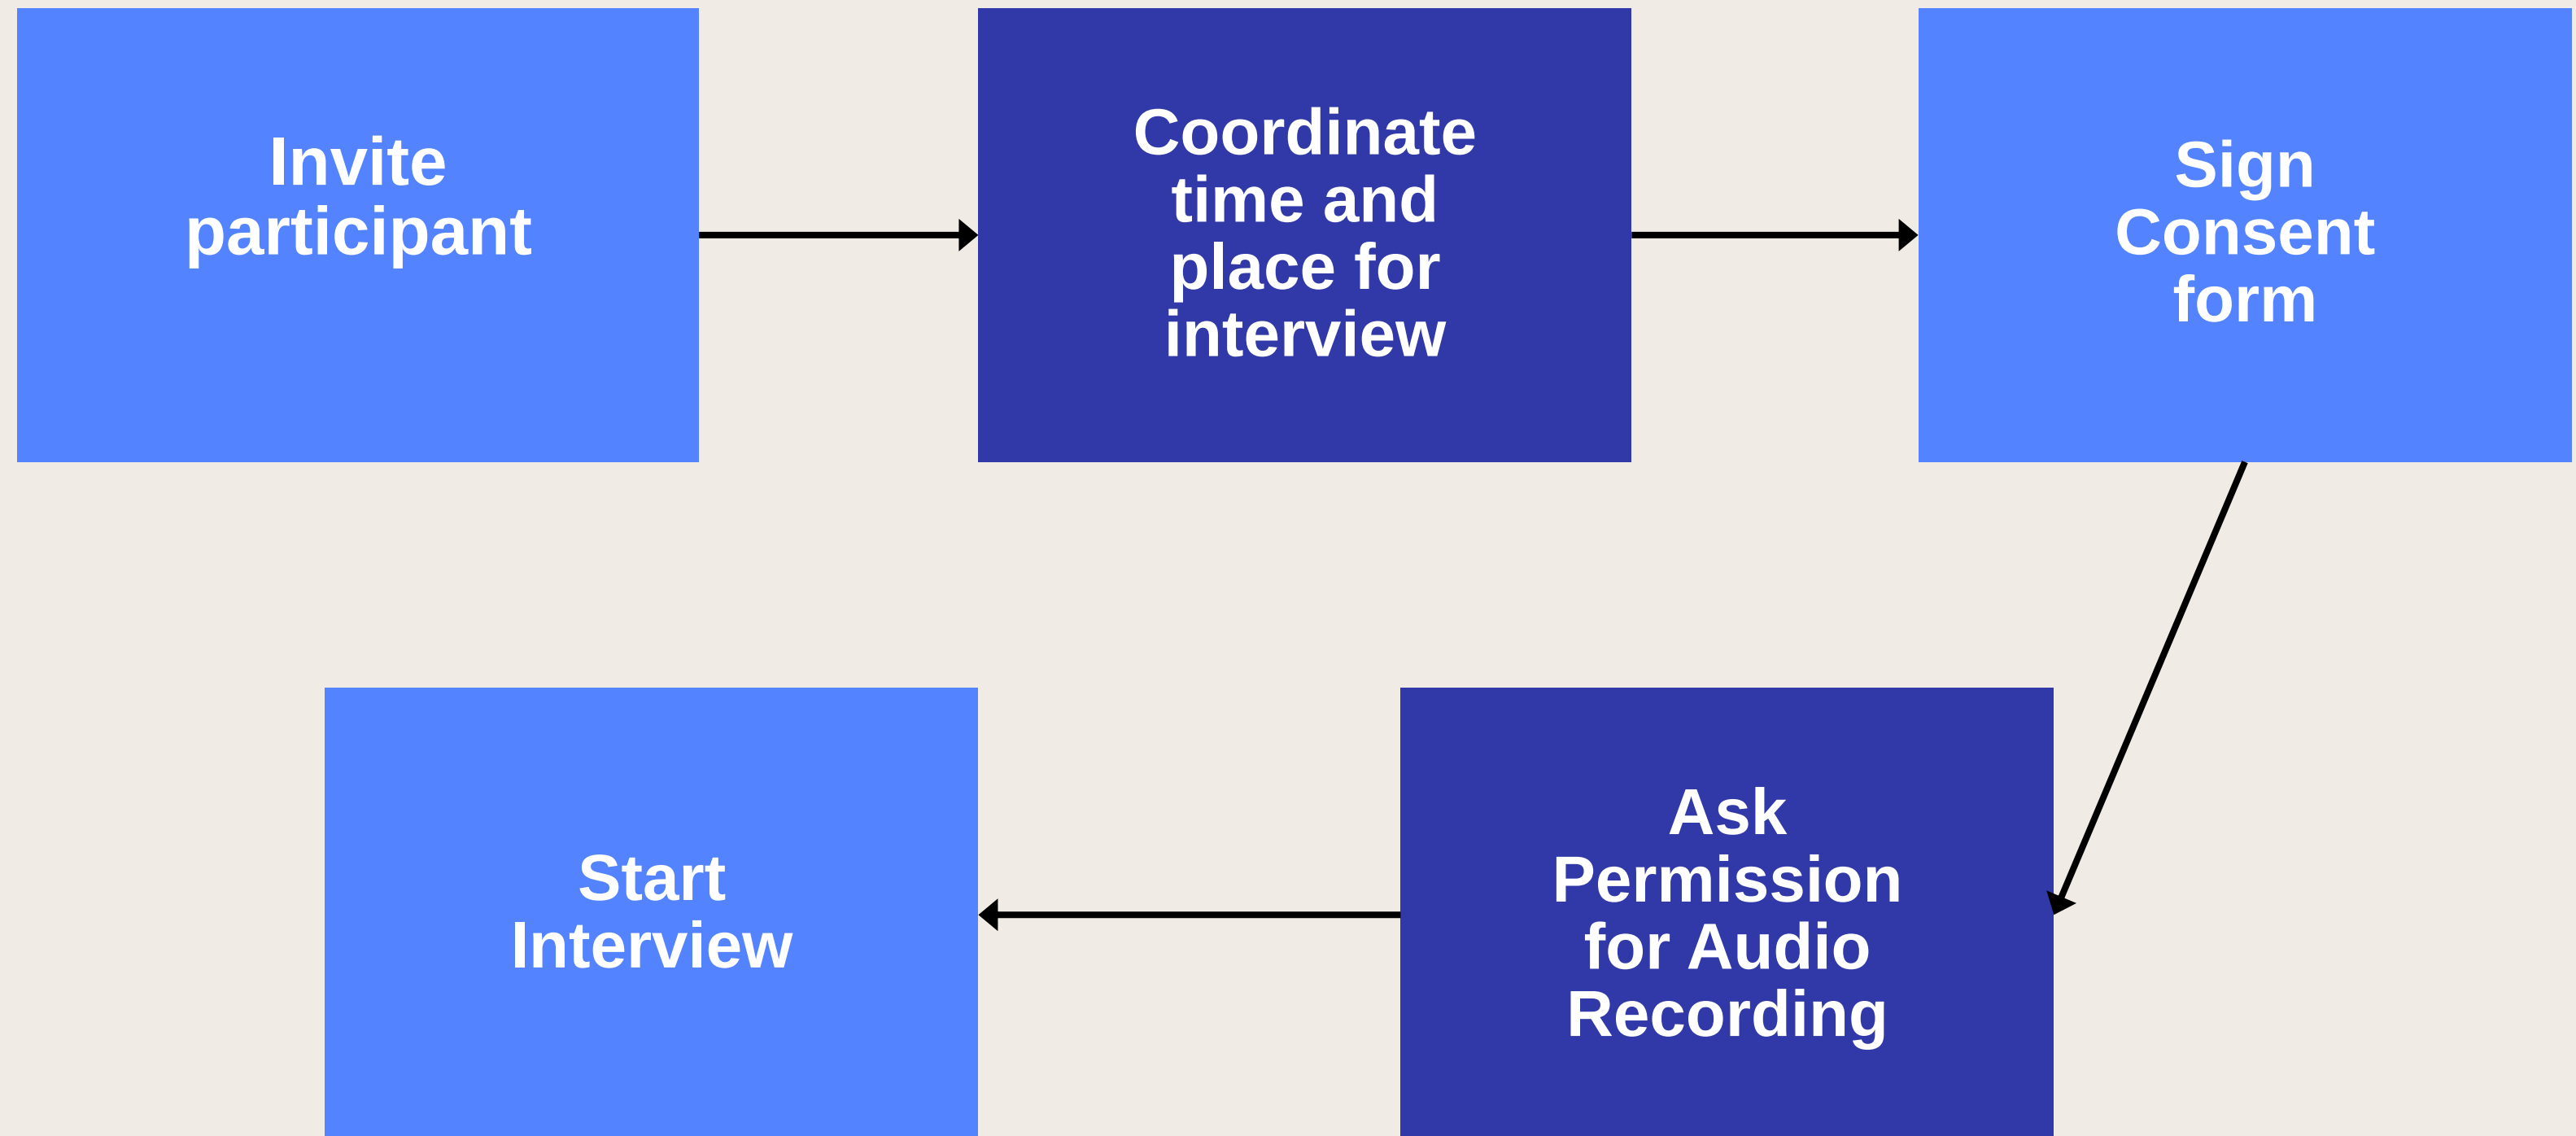 Invite
participant
Coordinate
time and
place for
interview
Sign
Consent
form
Ask
Permission
for Audio
Recording
Start
Interview